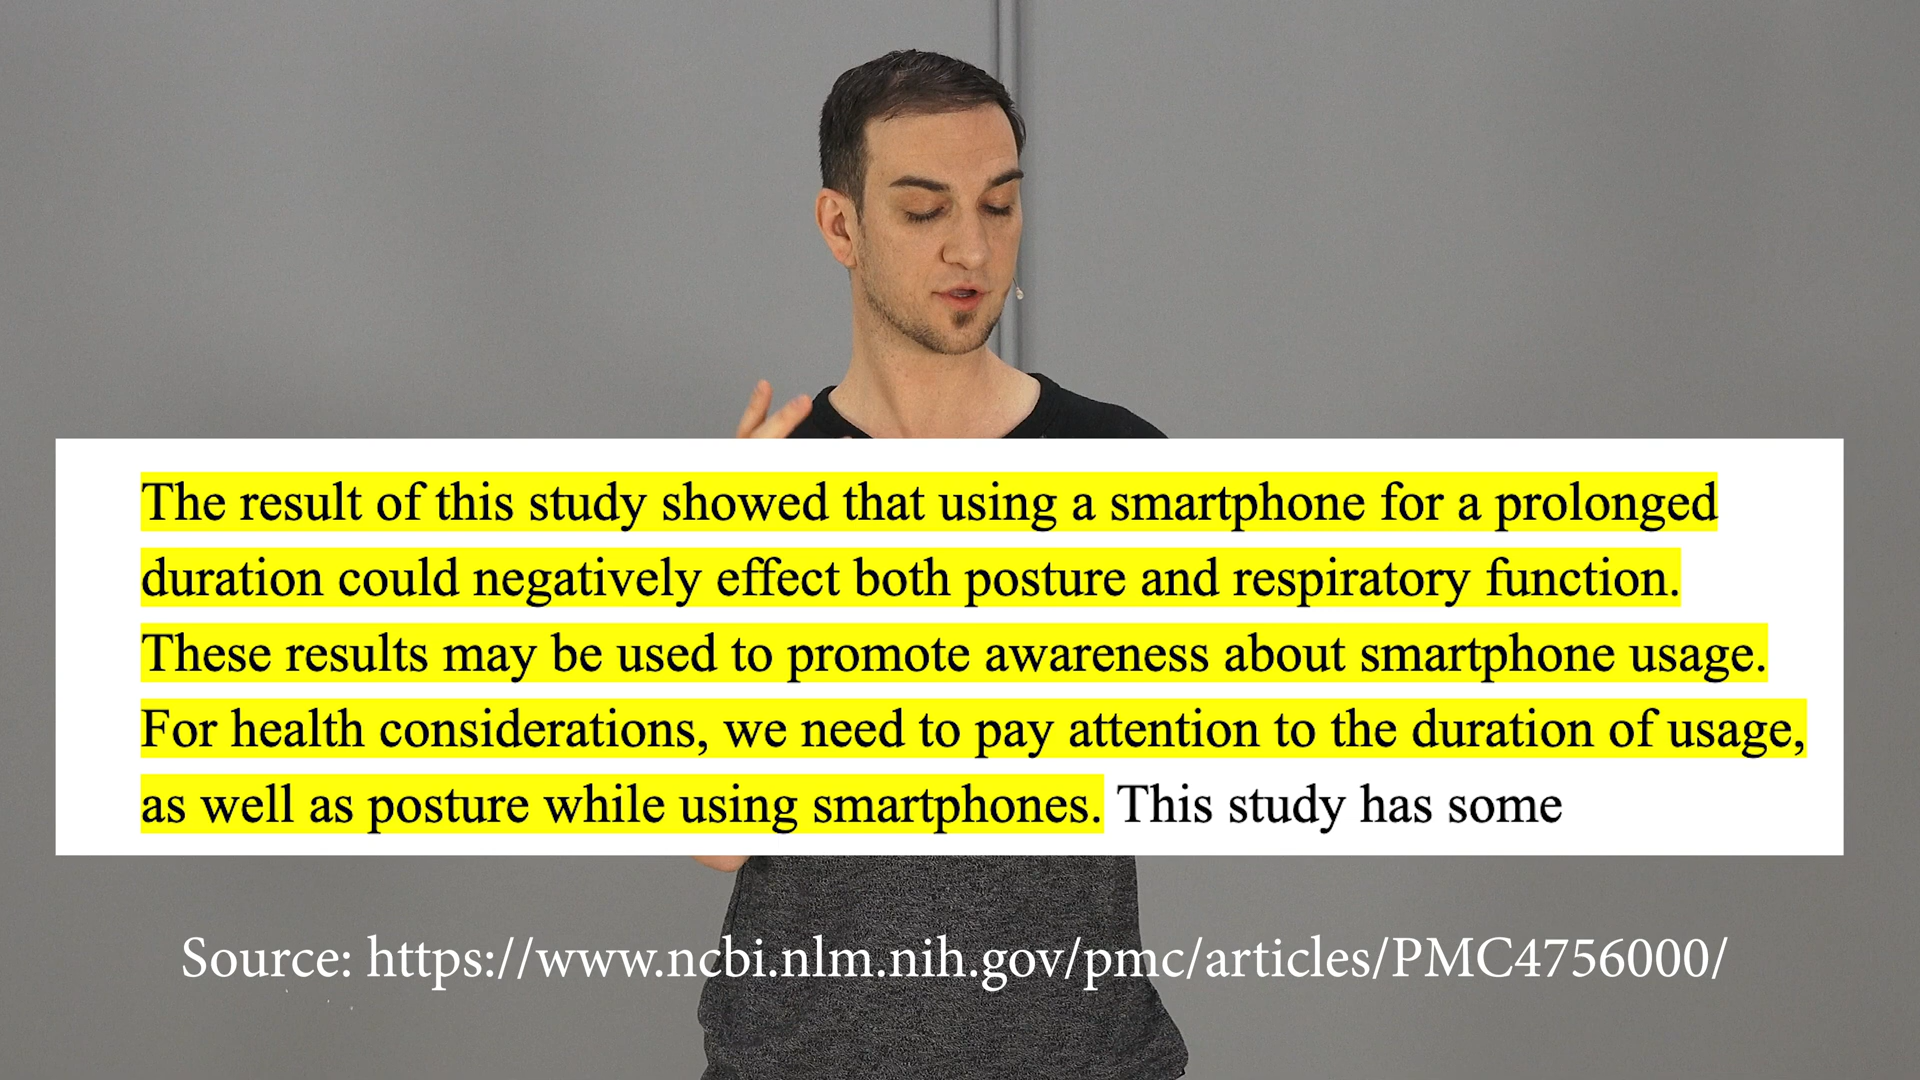 The result of this study showed that using a smartphone for a prolonged
duration could negatively effect both posture and respiratory function.
These results may be used to promote awareness about smartphone usage.
For health considerations, we need to pay attention to the duration of usage,
as well as posture while using smartphones. This study has some
Source: https://www.ncbi.nlm.nih.gov/pmc/articles/PMC4756000/